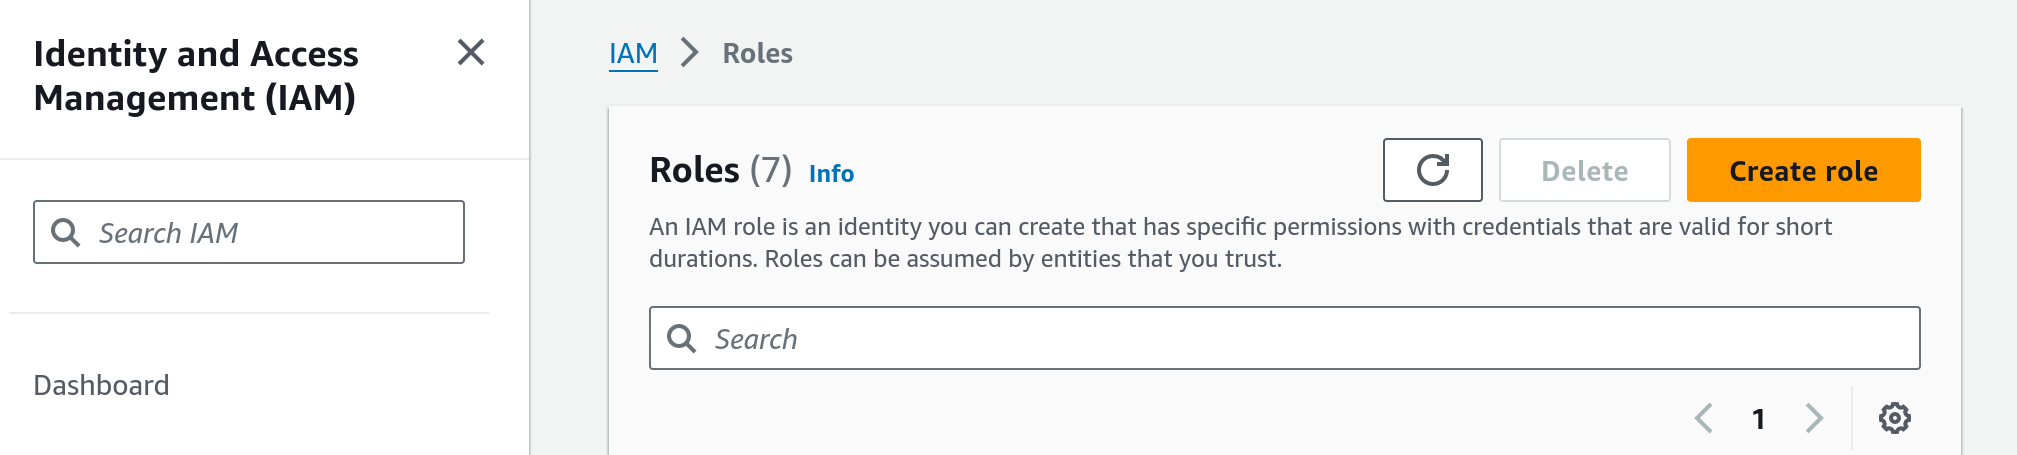 Identity and Access
Management (IAM)
Search IAM
Dashboard
IAM > Roles
Roles (7) Info
Delete
Create role
An IAM role is an identity you can create that has specific permissions with credentials that are valid for short
durations. Roles can be assumed by entities that you trust.
Search
1